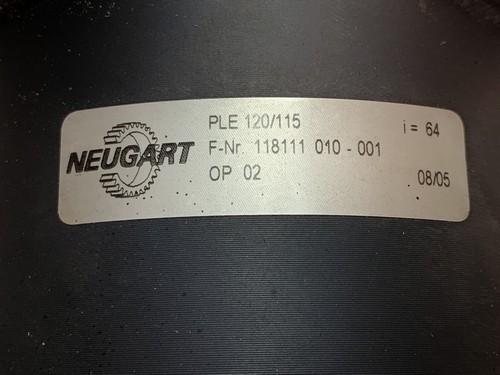 NEUGART
PLE 120/115 i = 64
F-Nr. 118111 010 - 001
OP 02 08/05